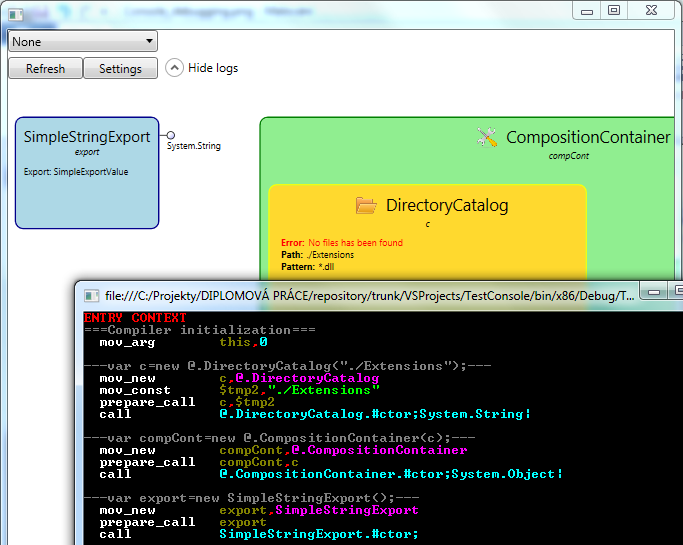 None
Refresh Settings Hide logs
SimpleStringExport
export
Export: SimpleExportValue
System.String
CompositionContainer
compCont
DirectoryCatalog
c
Error: No files has been found
Path: ./Extensions
Pattern: *.dll
file:///C:/Projekty/DIPLOMOVÁ PRÁCE/repository/trunk/VSProjects/TestConsole/bin/x86/Debug/T...
ENTRY CONTEXT
===Compiler initialization===
mov_arg this,0
---var c=new @.DirectoryCatalog("./Extensions");---
mov_new c,@.DirectoryCatalog
mov_const $tmp2,"./Extensions"
prepare_call c,$tmp2
call @.DirectoryCatalog.#ctor;System.String|
---var compCont=new @.CompositionContainer(c);---
mov_new compCont,@.CompositionContainer
prepare_call compCont,c
call @.CompositionContainer.#ctor;System.Object|
---var export=new SimpleStringExport();---
mov_new export,SimpleStringExport
prepare_call export
call SimpleStringExport.#ctor;